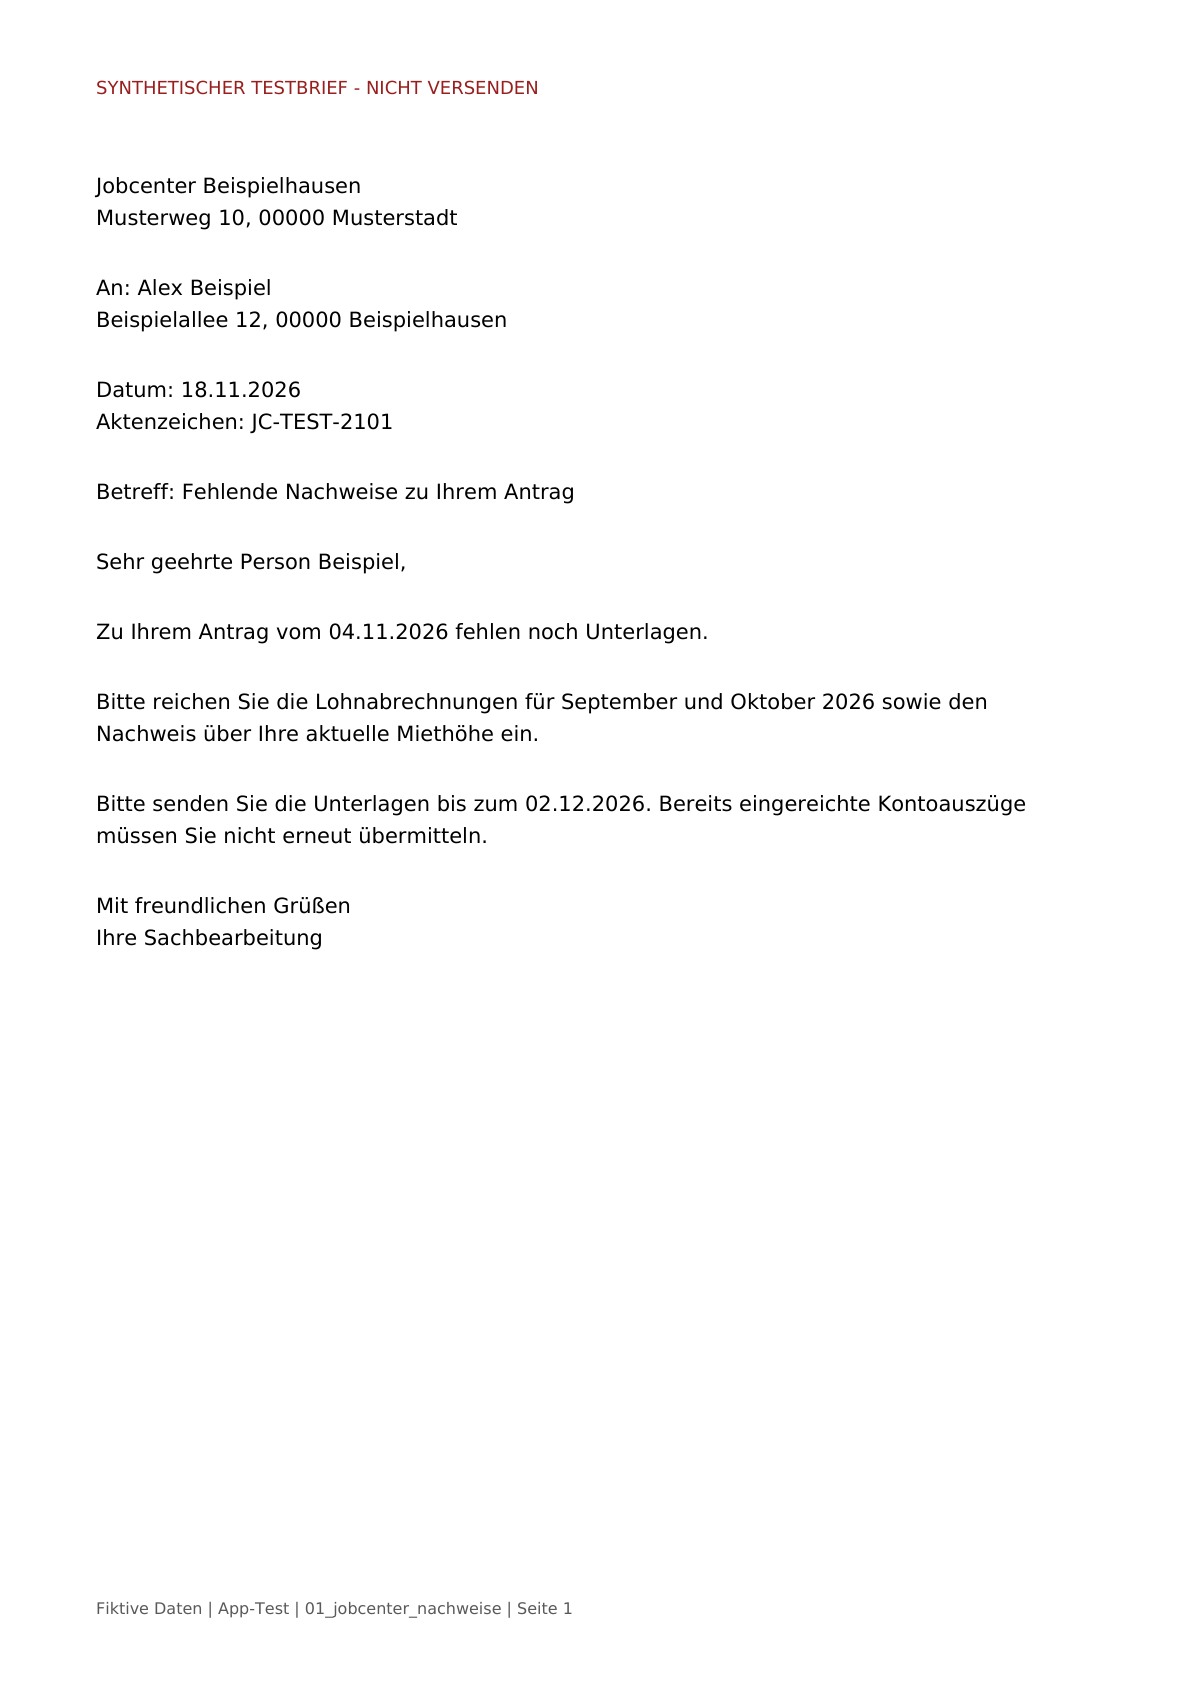 SYNTHETISCHER TESTBRIEF - NICHT VERSENDEN
Jobcenter Beispielhausen
Musterweg 10, 00000 Musterstadt
An: Alex Beispiel
Beispielallee 12, 00000 Beispielhausen
Datum: 18.11.2026
Aktenzeichen: JC-TEST-2101
Betreff: Fehlende Nachweise zu Ihrem Antrag
Sehr geehrte Person Beispiel,
Zu Ihrem Antrag vom 04.11.2026 fehlen noch Unterlagen.
Bitte reichen Sie die Lohnabrechnungen für September und Oktober 2026 sowie den
Nachweis über Ihre aktuelle Miethöhe ein.
Bitte senden Sie die Unterlagen bis zum 02.12.2026. Bereits eingereichte Kontoauszüge
müssen Sie nicht erneut übermitteln.
Mit freundlichen Grüßen
Ihre Sachbearbeitung
Fiktive Daten | App-Test | 01_jobcenter_nachweise | Seite 1